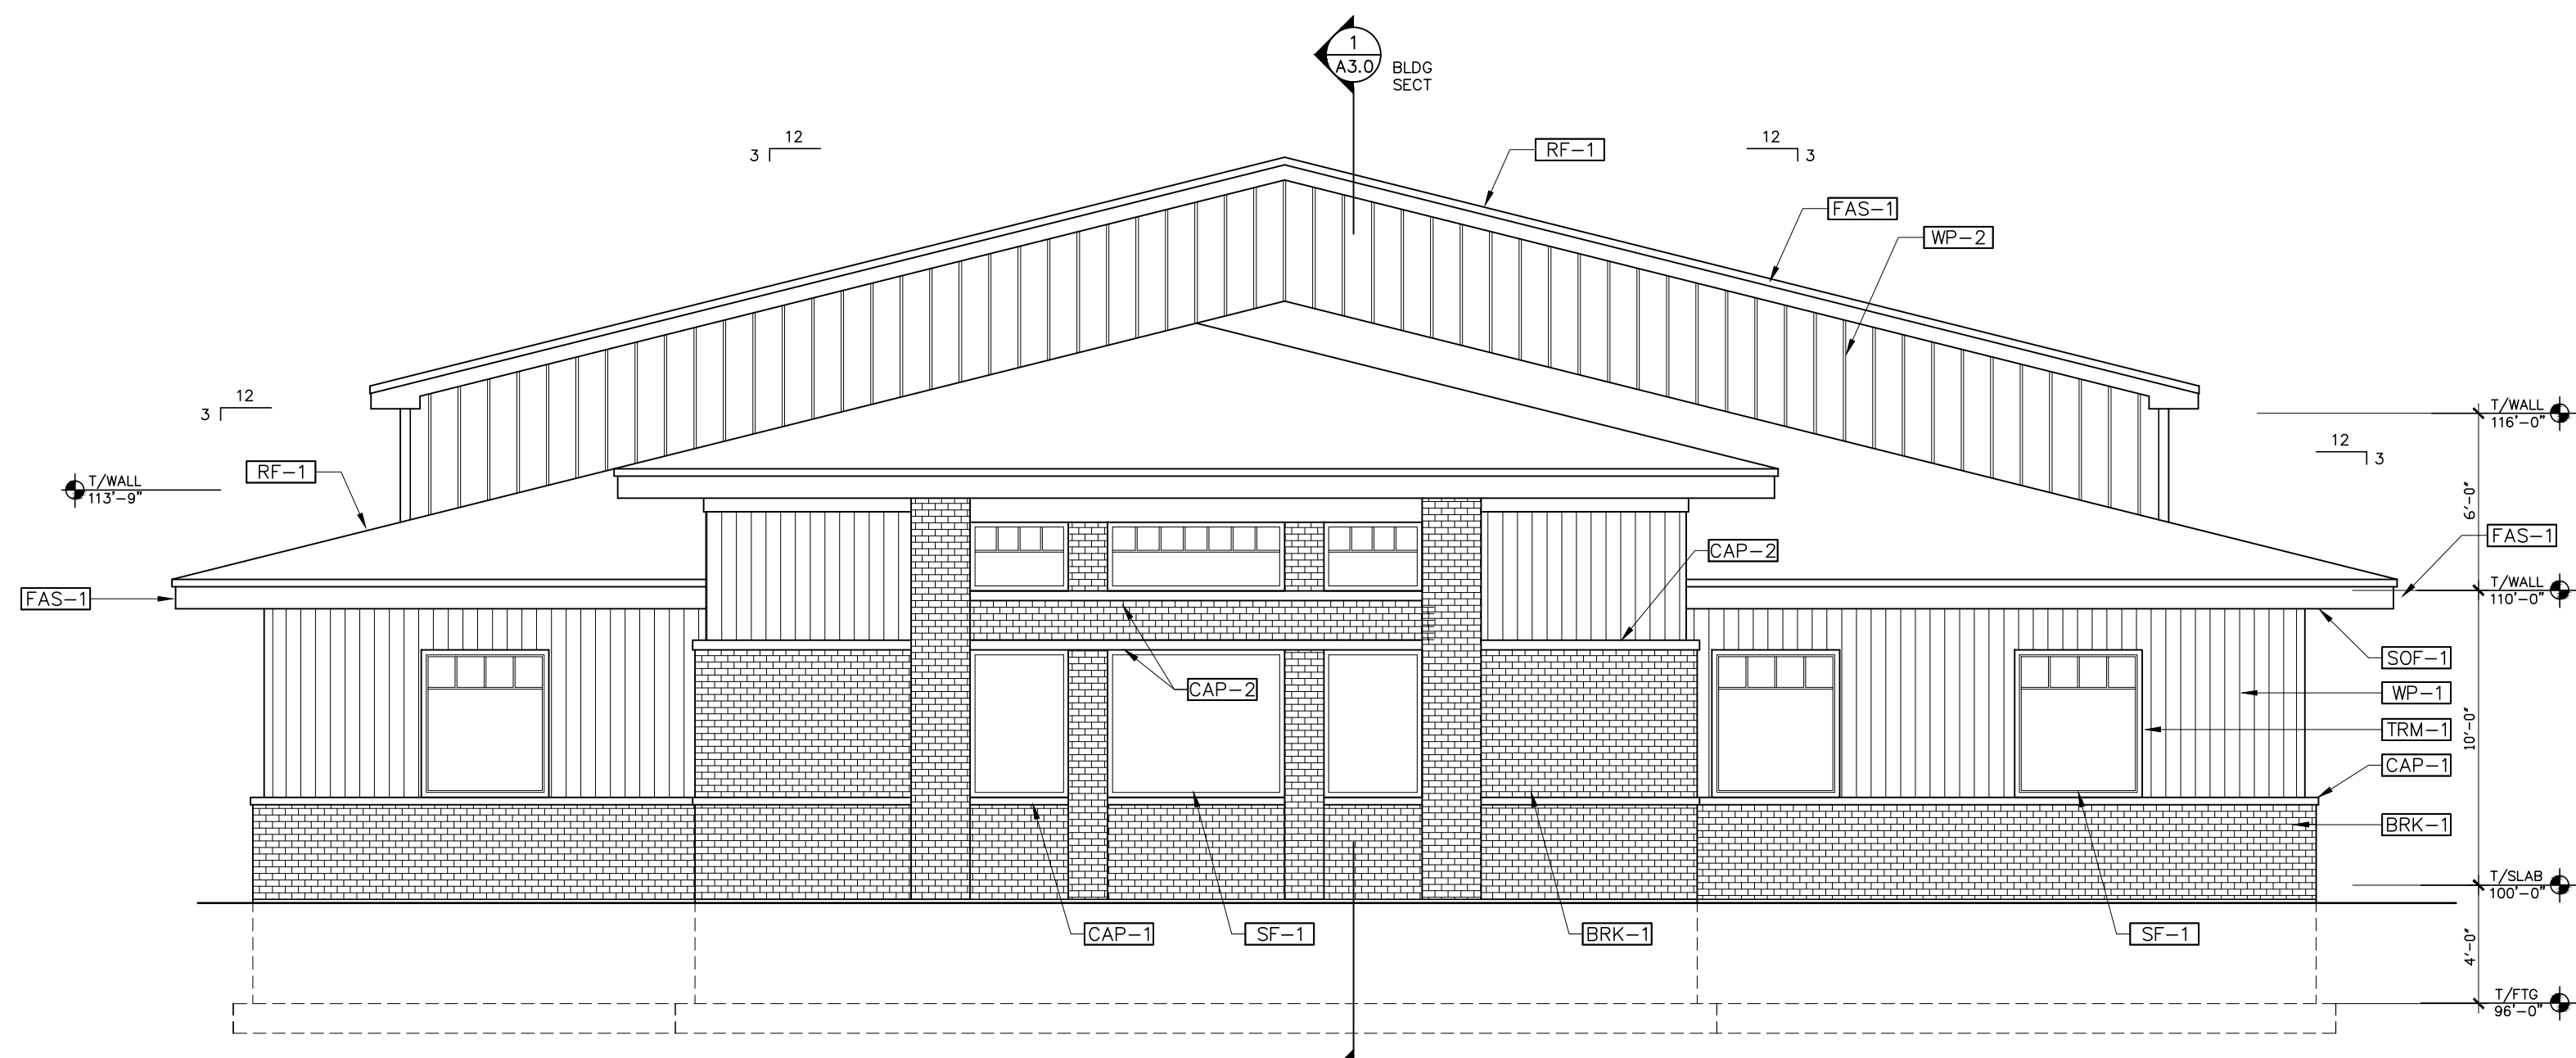 1
A3.0
BLDG
SECT
12
3
12
3
RF-1
FAS-1
WP-2
12
3
T/WALL
116'-0"
12
3
RF-1
T/WALL
113'-9"
6'-0"
FAS-1
CAP-2
T/WALL
110'-0"
FAS-1
SOF-1
CAP-2
WP-1
TRM-1
10'-0"
CAP-1
BRK-1
T/SLAB
100'-0"
CAP-1
SF-1
BRK-1
SF-1
4'-0"
T/FTG
96'-0"